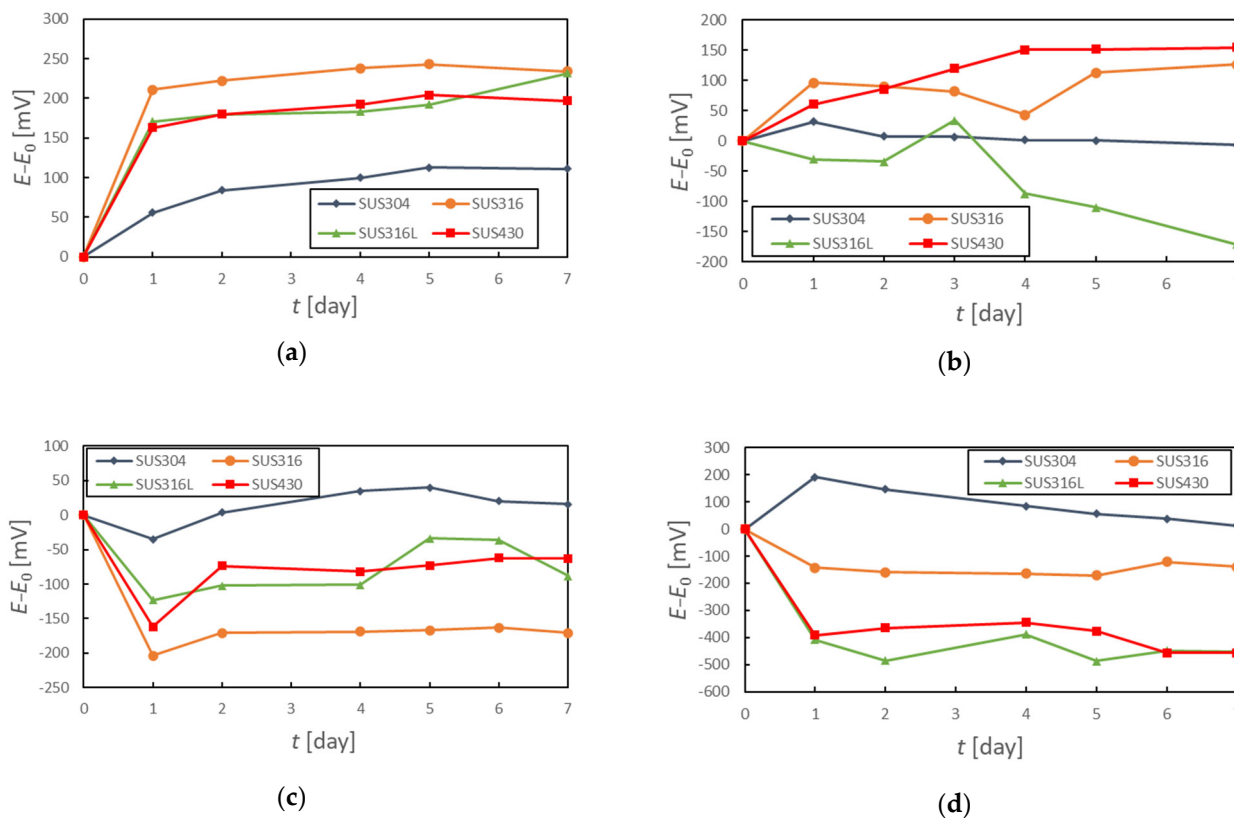 300
250
200
150
100
50
0
E−E0 [mV]
SUS304 SUS316
SUS316L SUS430
0 1 2 3 4 5 6 7
t [day]
(a)
200
150
100
50
0
-50
-100
-150
-200
E−E0 [mV]
SUS304 SUS316
SUS316L SUS430
0 1 2 3 4 5 6
t [day]
(b)
100
50
0
-50
-100
-150
-200
-250
E−E0 [mV]
SUS304 SUS316
SUS316L SUS430
0 1 2 3 4 5 6 7
t [day]
(c)
300
200
100
0
-100
-200
-300
-400
-500
-600
E−E0 [mV]
SUS304 SUS316
SUS316L SUS430
0 1 2 3 4 5 6
t [day]
(d)